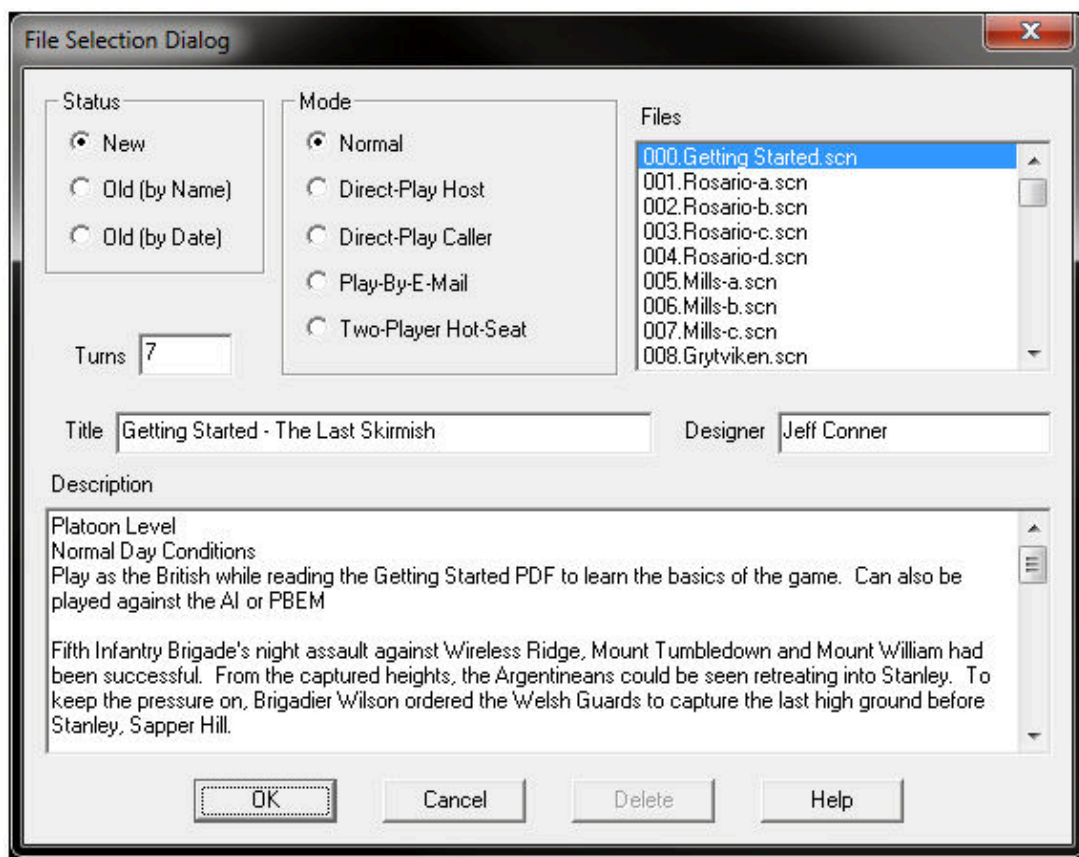 File Selection Dialog
Status
New
Old (by Name)
Old (by Date)
Mode
Normal
Direct-Play Host
Direct-Play Caller
Play-By-E-Mail
Two-Player Hot-Seat
Files
000.Getting Started.scn
001.Rosario-a.scn
002.Rosario-b.scn
003.Rosario-c.scn
004.Rosario-d.scn
005.Mills-a.scn
006.Mills-b.scn
007.Mills-c.scn
008.Grytviken.scn
Turns 7
Title Getting Started - The Last Skirmish
Designer Jeff Conner
Description
Platoon Level
Normal Day Conditions
Play as the British while reading the Getting Started PDF to learn the basics of the game.  Can also be
played against the AI or PBEM
Fifth Infantry Brigade's night assault against Wireless Ridge, Mount Tumbledown and Mount William had
been successful.  From the captured heights, the Argentineans could be seen retreating into Stanley.  To
keep the pressure on, Brigadier Wilson ordered the Welsh Guards to capture the last high ground before
Stanley, Sapper Hill.
OK
Cancel
Delete
Help